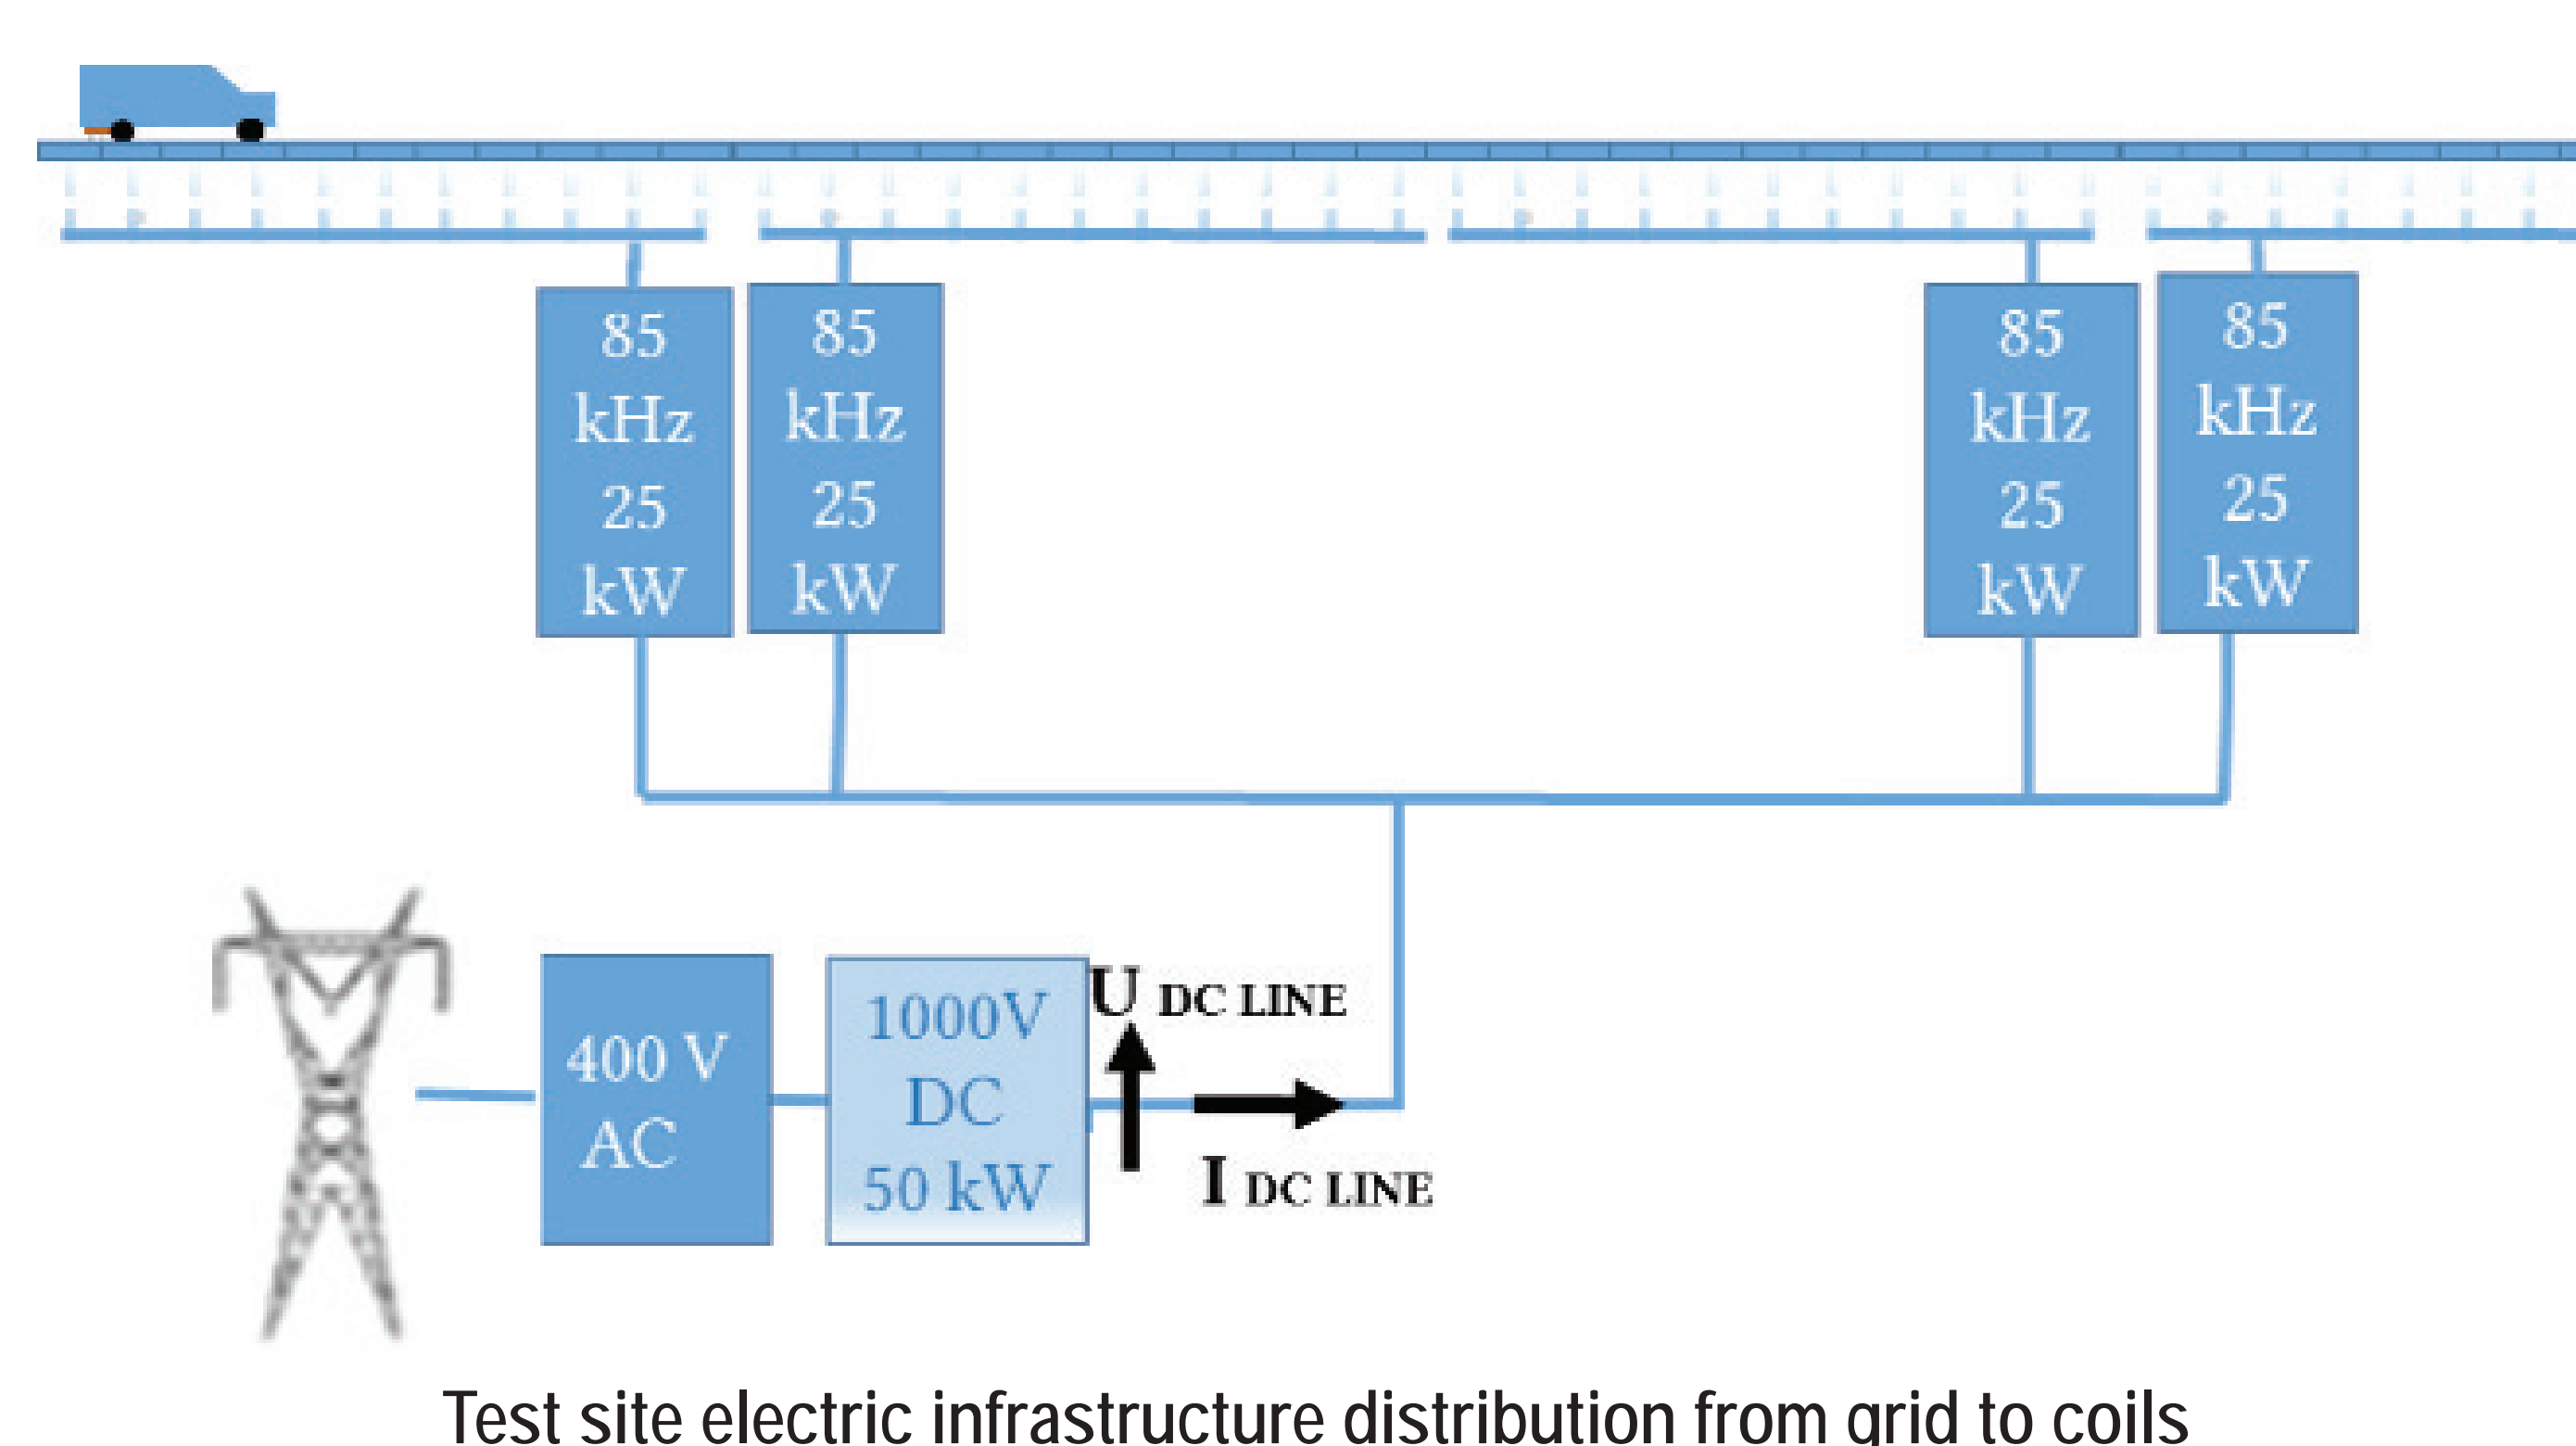 85
kHz
25
kW
85
kHz
25
kW
85
kHz
25
kW
85
kHz
25
kW
400 V
AC
1000V
DC
50 kW
U DC LINE
I DC LINE
Test site electric infrastructure distribution from grid to coils